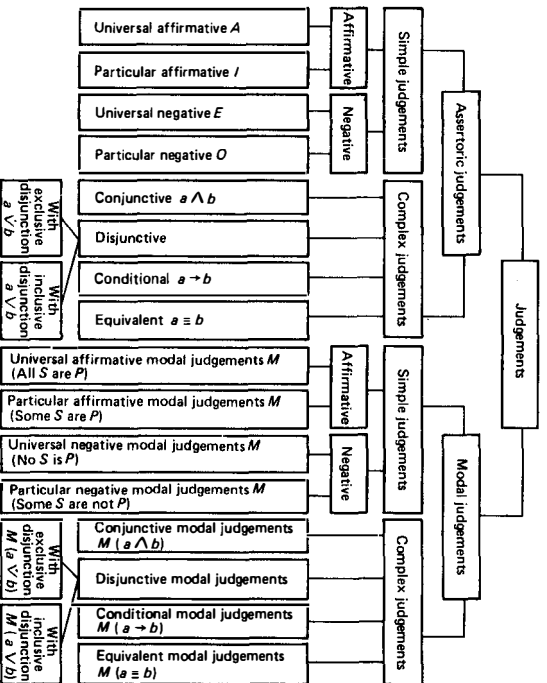 Judgements
Assertoric judgements
Simple judgements
Affirmative
Universal affirmative A
Particular affirmative I
Negative
Universal negative E
Particular negative O
Complex judgements
Conjunctive a ⋀ b
Disjunctive
With
exclusive
disjunction
a ⩒ b
With
inclusive
disjunction
a ⋁ b
Conditional a → b
Equivalent a ≡ b
Modal judgements
Simple judgements
Affirmative
Universal affirmative modal judgements M
(All S are P)
Particular affirmative modal judgements M
(Some S are P)
Negative
Universal negative modal judgements M
(No S is P)
Particular negative modal judgements M
(Some S are not P)
Complex judgements
Conjunctive modal judgements
M ( a ⋀ b)
Disjunctive modal judgements
With
exclusive
disjunction
M ( a ⩒ b)
With
inclusive
disjunction
M ( a ⋁ b)
Conditional modal judgements
M ( a → b)
Equivalent modal judgements
M (a ≡ b)